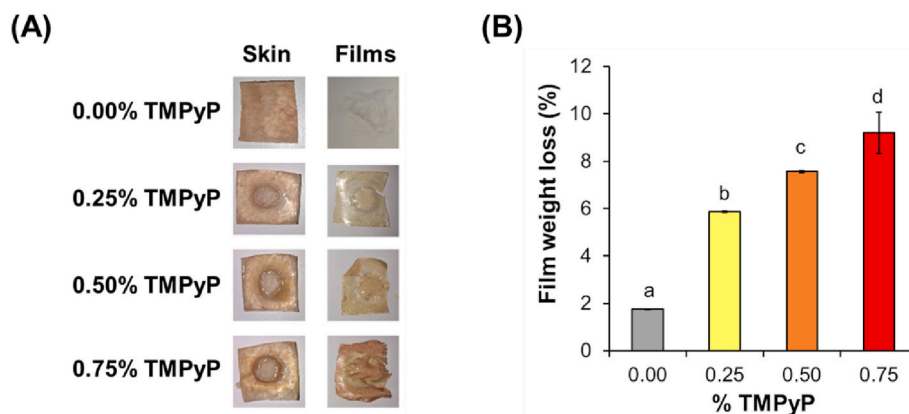 (A)
Skin Films
0.00% TMPyP
0.25% TMPyP
0.50% TMPyP
0.75% TMPyP
(B)
Film weight loss (%)
12
10
8
6
4
2
0
a
b
c
d
0.00 0.25 0.50 0.75
% TMPyP